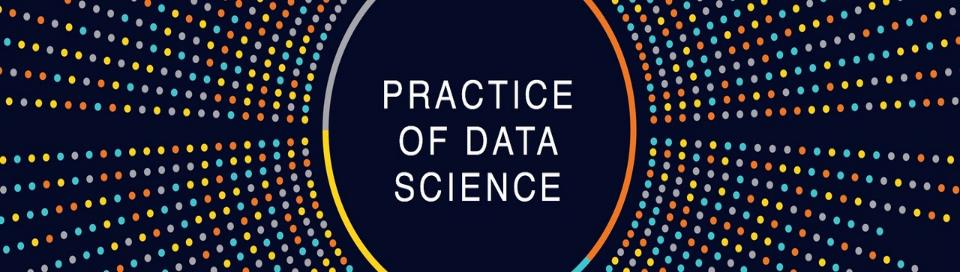 PRACTICE
OF DATA
SCIENCE